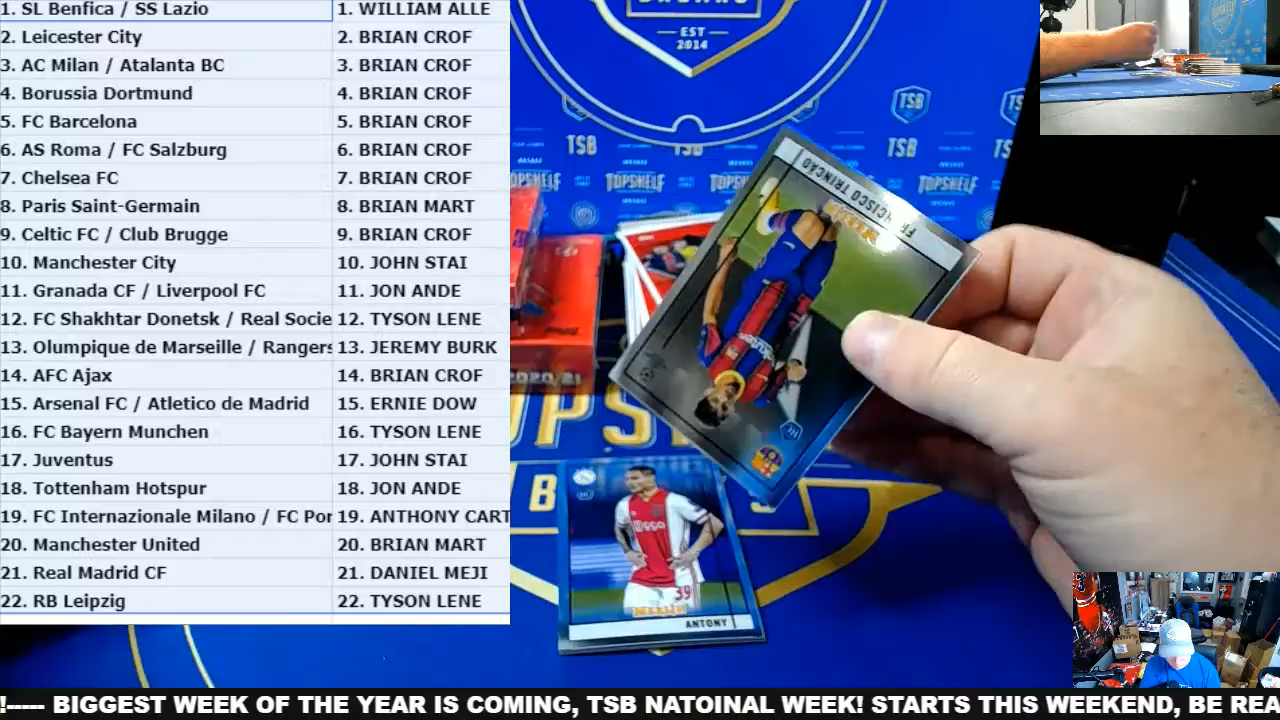 1. SL Benfica / SS Lazio 1. WILLIAM ALLE
2. Leicester City 2. BRIAN CROF
3. AC Milan / Atalanta BC 3. BRIAN CROF
4. Borussia Dortmund 4. BRIAN CROF
5. FC Barcelona 5. BRIAN CROF
6. AS Roma / FC Salzburg 6. BRIAN CROF
7. Chelsea FC 7. BRIAN CROF
8. Paris Saint-Germain 8. BRIAN MART
9. Celtic FC / Club Brugge 9. BRIAN CROF
10. Manchester City 10. JOHN STAI
11. Granada CF / Liverpool FC 11. JON ANDE
12. FC Shakhtar Donetsk / Real Socie 12. TYSON LENE
13. Olumpique de Marseille / Rangers 13. JEREMY BURK
14. AFC Ajax 14. BRIAN CROF
15. Arsenal FC / Atletico de Madrid 15. ERNIE DOW
16. FC Bayern Munchen 16. TYSON LENE
17. Juventus 17. JOHN STAI
18. Tottenham Hotspur 18. JON ANDE
19. FC Internazionale Milano / FC Por 19. ANTHONY CART
20. Manchester United 20. BRIAN MART
21. Real Madrid CF 21. DANIEL MEJI
22. RB Leipzig 22. TYSON LENE
EST
2014
TSB
TSB
TSB
TOPSHELF
TOPSHELF
CISCO TRINCÃO
2020/21
39
MERLIN
ANTONY
!----- BIGGEST WEEK OF THE YEAR IS COMING, TSB NATOINAL WEEK! STARTS THIS WEEKEND, BE REA